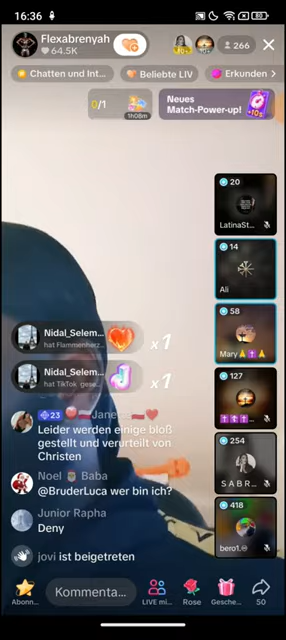 16:36
80
Flexabrenyah
64.5K
266
Chatten und Int...
Beliebte LIV
Erkunden
0/1
1h08m
Neues
Match-Power-up!
+10s
20
LatinaSt...
14
Ali
58
Mary
127
254
S A B R...
418
bero1.
Nidal_Selem...
hat Flammenherz...
x1
Nidal_Selem...
hat TikTok gese...
x1
23
Leider werden einige bloß
gestellt und verurteilt von
Christen
Noel Baba
@BruderLuca wer bin ich?
Junior Rapha
Deny
jovi ist beigetreten
Kommenta...
Abonn...
LIVE mi...
Rose
Gesche...
50